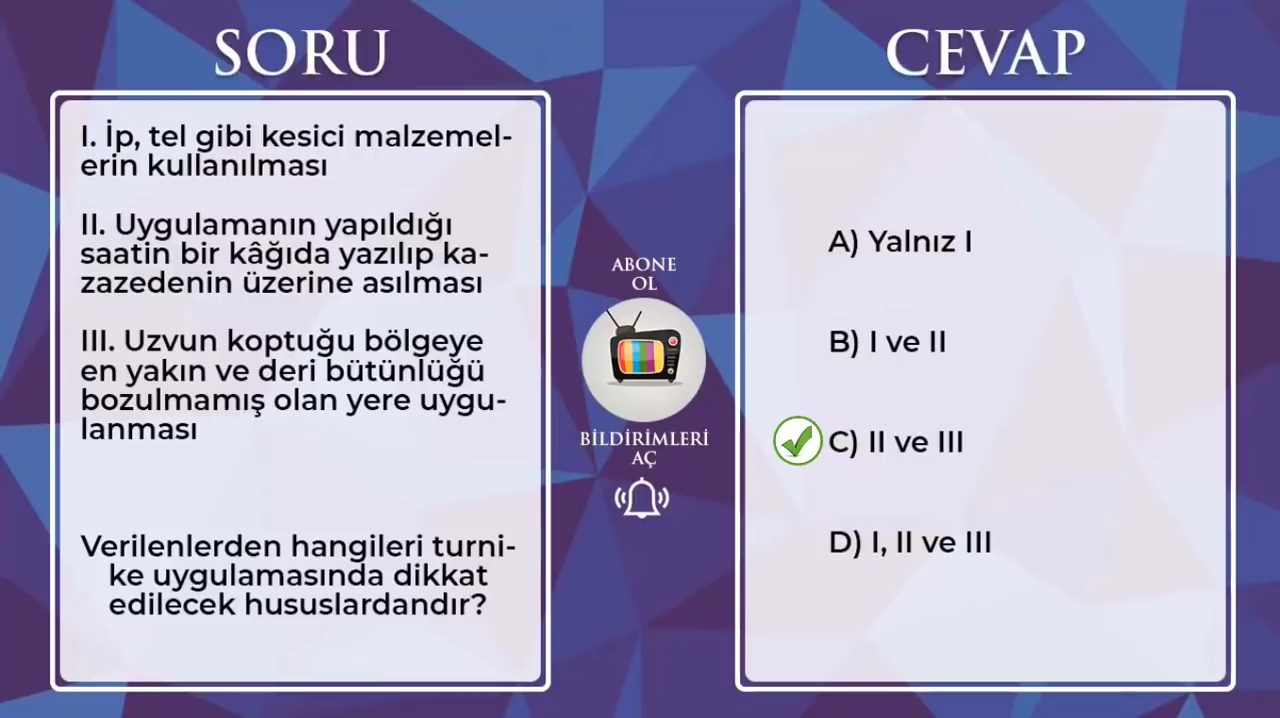 SORU
I. İp, tel gibi kesici malzemel-
erin kullanılması
II. Uygulamanın yapıldığı
saatin bir kâğıda yazılıp ka-
zazedenin üzerine asılması
III. Uzvun koptuğu bölgeye
en yakın ve deri bütünlüğü
bozulmamış olan yere uygu-
lanması
Verilenlerden hangileri turni-
ke uygulamasında dikkat
edilecek hususlardandır?
ABONE
OL
BİLDİRİMLERİ
AÇ
CEVAP
A) Yalnız I
B) I ve II
C) II ve III
D) I, II ve III